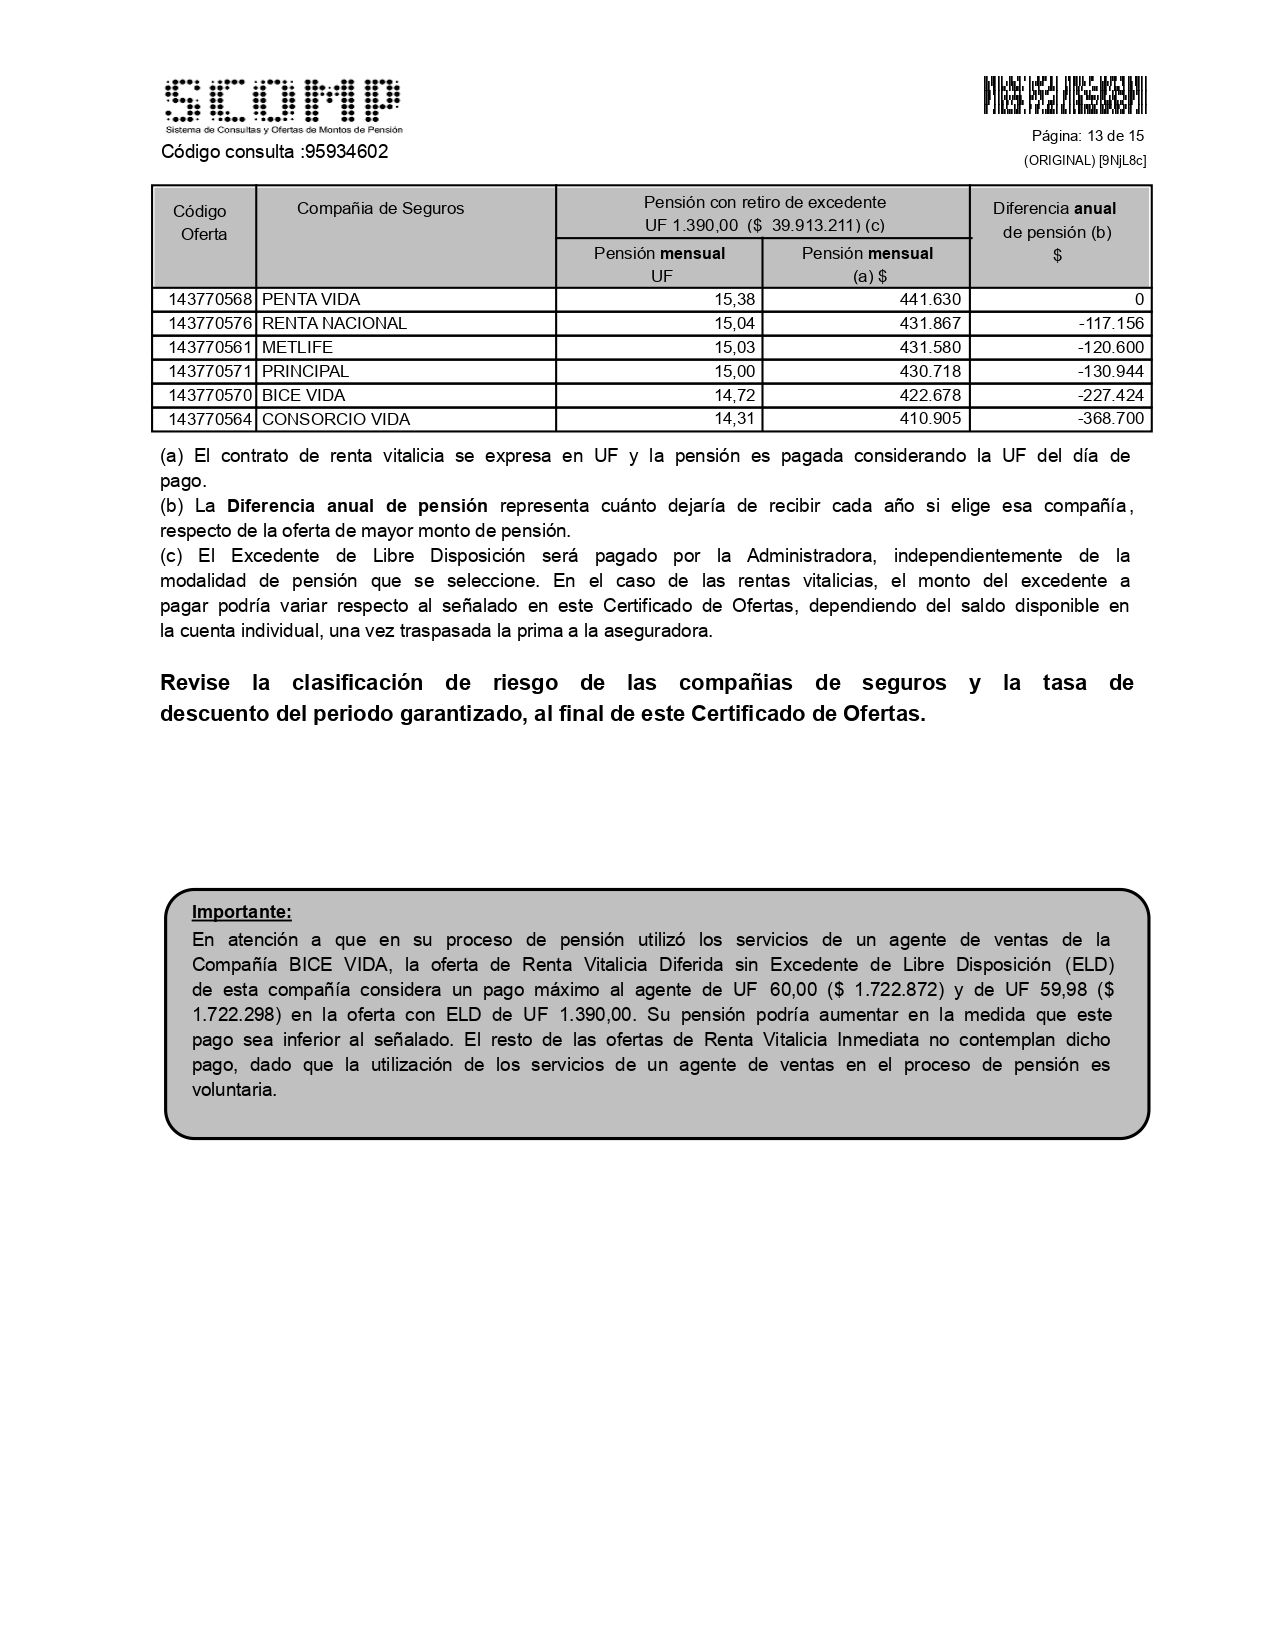 SCOMP
Sistema de Consultas y Ofertas de Montos de Pensión
Código consulta :95934602
Página: 13 de 15
(ORIGINAL) [9NjL8c]
Código Oferta
Compañia de Seguros
Pensión con retiro de excedente
UF 1.390,00 ($ 39.913.211) (c)
Diferencia anual
de pensión (b)
$
Pensión mensual
UF
Pensión mensual
(a) $
143770568 PENTA VIDA 15,38 441.630 0
143770576 RENTA NACIONAL 15,04 431.867 -117.156
143770561 METLIFE 15,03 431.580 -120.600
143770571 PRINCIPAL 15,00 430.718 -130.944
143770570 BICE VIDA 14,72 422.678 -227.424
143770564 CONSORCIO VIDA 14,31 410.905 -368.700
(a) El contrato de renta vitalicia se expresa en UF y la pensión es pagada considerando la UF del día de
pago.
(b) La Diferencia anual de pensión representa cuánto dejaría de recibir cada año si elige esa compañía,
respecto de la oferta de mayor monto de pensión.
(c) El Excedente de Libre Disposición será pagado por la Administradora, independientemente de la
modalidad de pensión que se seleccione. En el caso de las rentas vitalicias, el monto del excedente a
pagar podría variar respecto al señalado en este Certificado de Ofertas, dependiendo del saldo disponible en
la cuenta individual, una vez traspasada la prima a la aseguradora.
Revise la clasificación de riesgo de las compañias de seguros y la tasa de
descuento del periodo garantizado, al final de este Certificado de Ofertas.
Importante:
En atención a que en su proceso de pensión utilizó los servicios de un agente de ventas de la
Compañía BICE VIDA, la oferta de Renta Vitalicia Diferida sin Excedente de Libre Disposición (ELD)
de esta compañía considera un pago máximo al agente de UF 60,00 ($ 1.722.872) y de UF 59,98 ($
1.722.298) en la oferta con ELD de UF 1.390,00. Su pensión podría aumentar en la medida que este
pago sea inferior al señalado. El resto de las ofertas de Renta Vitalicia Inmediata no contemplan dicho
pago, dado que la utilización de los servicios de un agente de ventas en el proceso de pensión es
voluntaria.